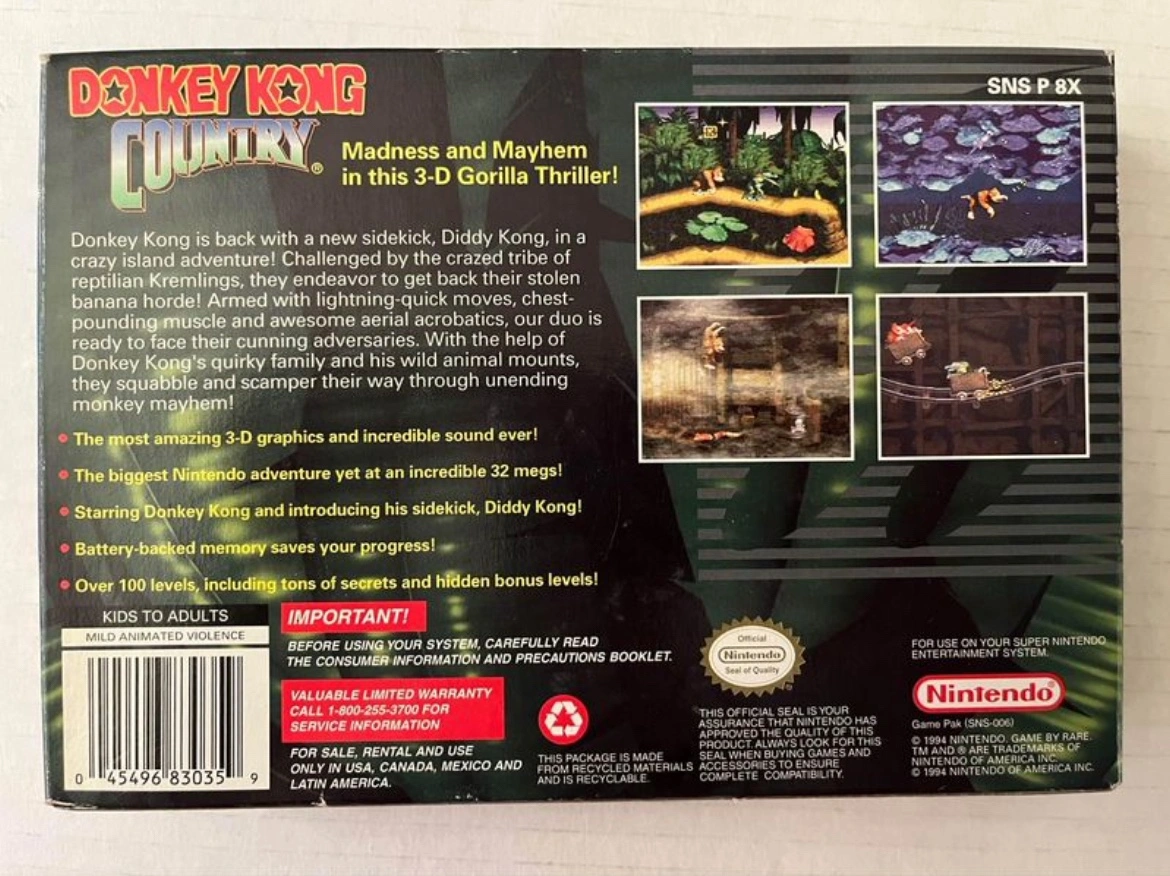 DONKEY KONG
COUNTRY®
Madness and Mayhem
in this 3-D Gorilla Thriller!
SNS P 8X
Donkey Kong is back with a new sidekick, Diddy Kong, in a
crazy island adventure! Challenged by the crazed tribe of
reptilian Kremlings, they endeavor to get back their stolen
banana horde! Armed with lightning-quick moves, chest-
pounding muscle and awesome aerial acrobatics, our duo is
ready to face their cunning adversaries. With the help of
Donkey Kong's quirky family and his wild animal mounts,
they squabble and scamper their way through unending
monkey mayhem!
The most amazing 3-D graphics and incredible sound ever!
The biggest Nintendo adventure yet at an incredible 32 megs!
Starring Donkey Kong and introducing his sidekick, Diddy Kong!
Battery-backed memory saves your progress!
Over 100 levels, including tons of secrets and hidden bonus levels!
KIDS TO ADULTS
MILD ANIMATED VIOLENCE
0 45496 83035 9
IMPORTANT!
BEFORE USING YOUR SYSTEM, CAREFULLY READ
THE CONSUMER INFORMATION AND PRECAUTIONS BOOKLET.
VALUABLE LIMITED WARRANTY
CALL 1-800-255-3700 FOR
SERVICE INFORMATION
FOR SALE, RENTAL AND USE
ONLY IN USA, CANADA, MEXICO AND
LATIN AMERICA.
THIS PACKAGE IS MADE
FROM RECYCLED MATERIALS
AND IS RECYCLABLE.
Official
Nintendo
Seal of Quality
THIS OFFICIAL SEAL IS YOUR
ASSURANCE THAT NINTENDO HAS
APPROVED THE QUALITY OF THIS
PRODUCT. ALWAYS LOOK FOR THIS
SEAL WHEN BUYING GAMES AND
ACCESSORIES TO ENSURE
COMPLETE COMPATIBILITY.
FOR USE ON YOUR SUPER NINTENDO
ENTERTAINMENT SYSTEM.
Nintendo®
Game Pak (SNS-006)
© 1994 NINTENDO. GAME BY RARE.
TM AND ® ARE TRADEMARKS OF
NINTENDO OF AMERICA INC.
© 1994 NINTENDO OF AMERICA INC.